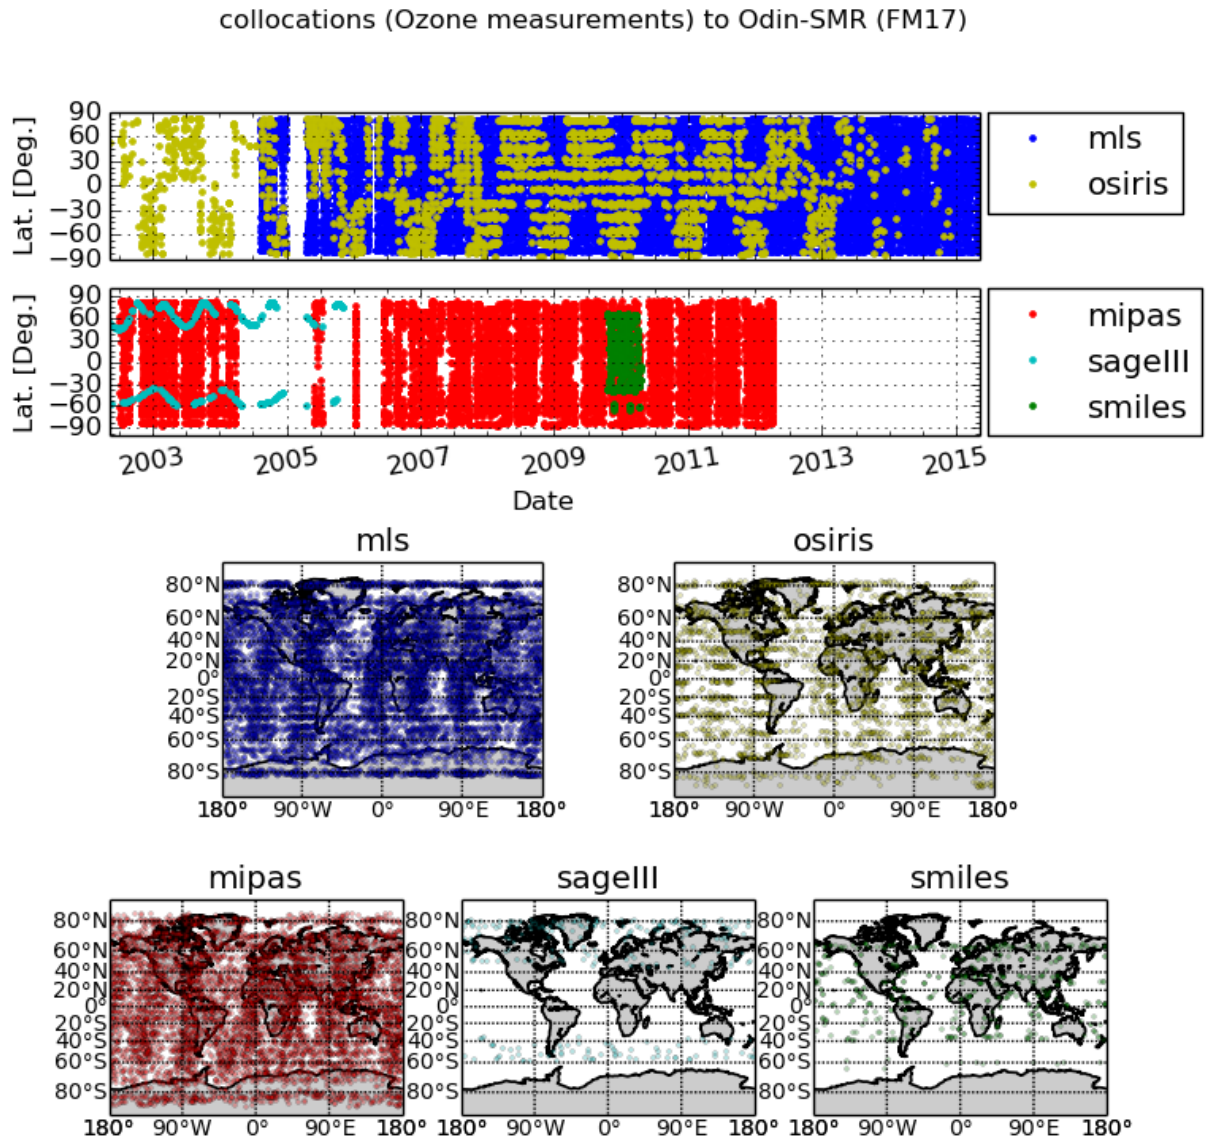 collocations (Ozone measurements) to Odin-SMR (FM17)
Lat. [Deg.]
90
60
30
0
−30
−60
−90
mls
osiris
Lat. [Deg.]
90
60
30
0
−30
−60
−90
mipas
sageIII
smiles
2003 2005 2007 2009 2011 2013 2015
Date
mls
80°N
60°N
40°N
20°N
0°
20°S
40°S
60°S
80°S
180° 90°W 0° 90°E 180°
osiris
80°N
60°N
40°N
20°N
0°
20°S
40°S
60°S
80°S
180° 90°W 0° 90°E 180°
mipas
80°N
60°N
40°N
20°N
0°
20°S
40°S
60°S
80°S
180° 90°W 0° 90°E 180°
sageIII
80°N
60°N
40°N
20°N
0°
20°S
40°S
60°S
80°S
180° 90°W 0° 90°E 180°
smiles
80°N
60°N
40°N
20°N
0°
20°S
40°S
60°S
80°S
180° 90°W 0° 90°E 180°